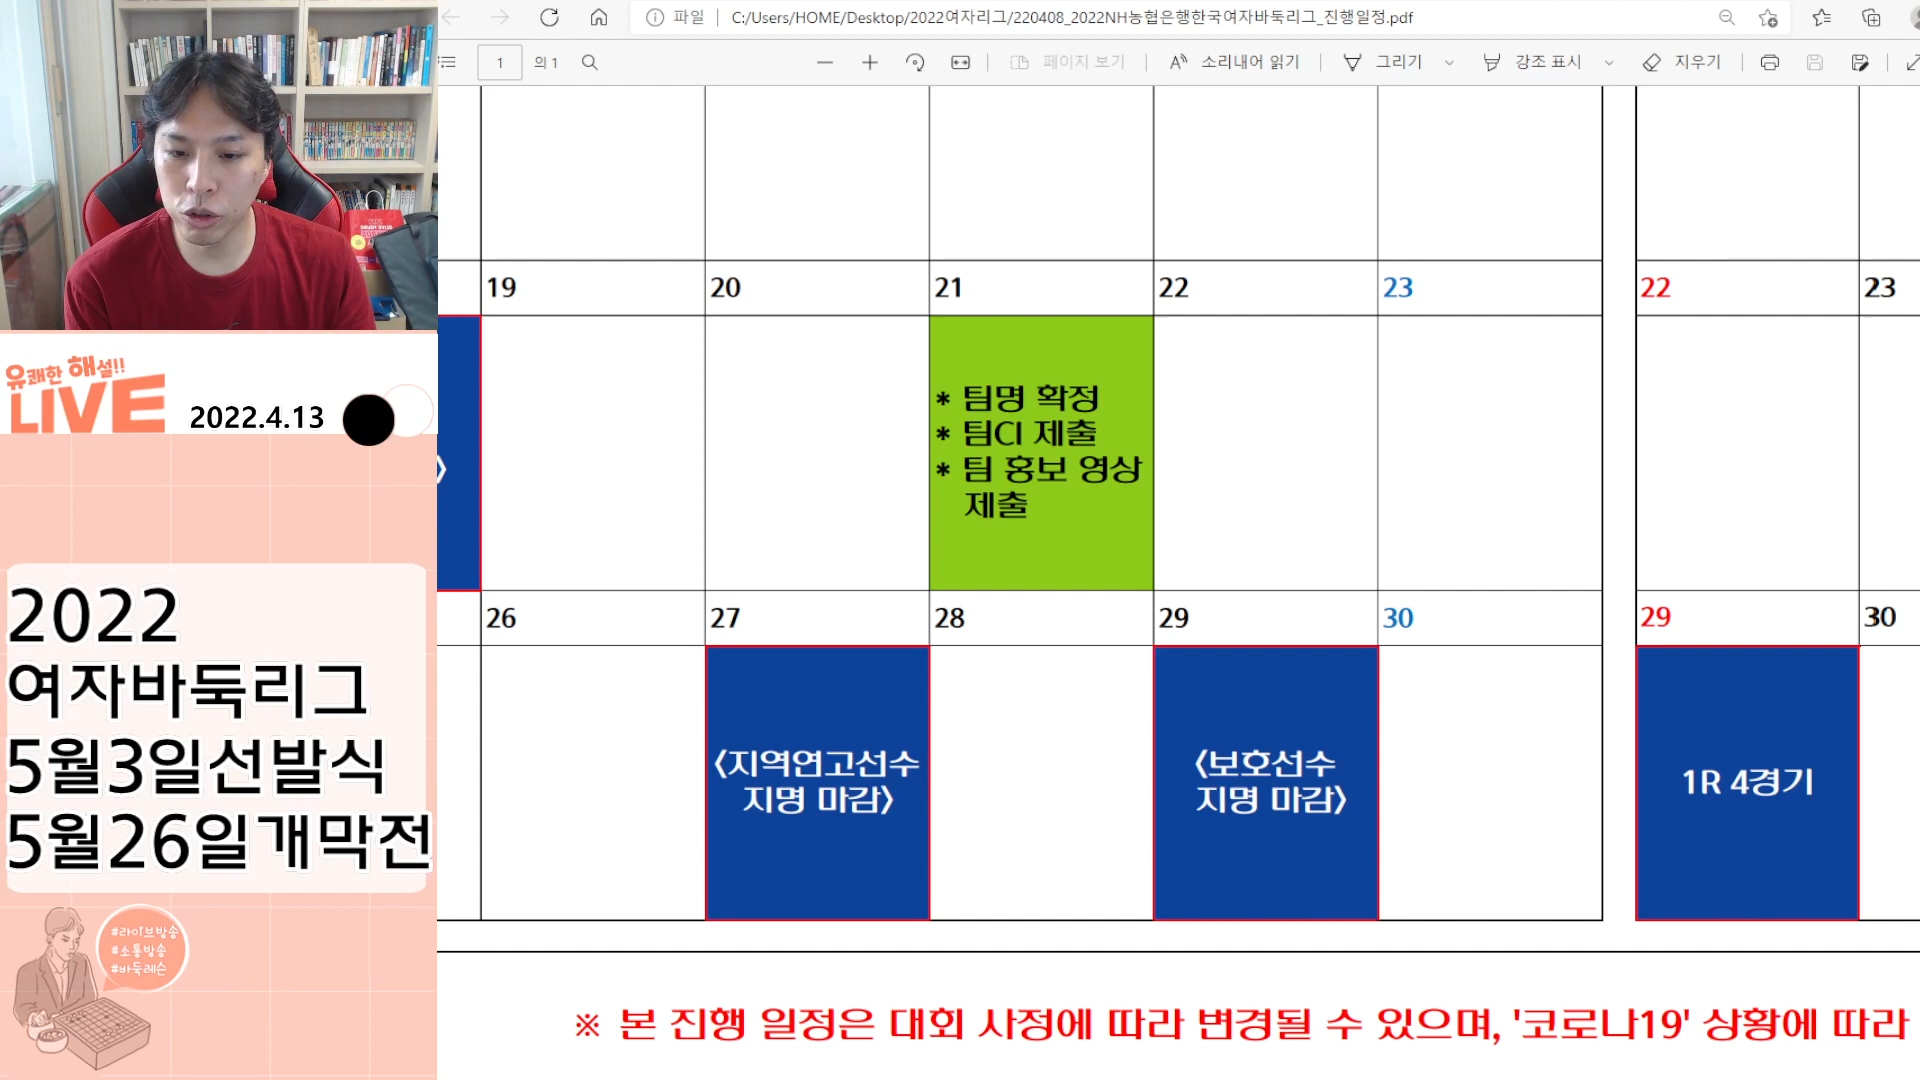 파일
C:/Users/HOME/Desktop/2022여자리그/220408_2022NH농협은행한국여자바둑리그_진행일정.pdf
1 의 1
페이지 보기
소리내어 읽기
그리기
강조 표시
지우기
19 20 21 22 23 22 23
* 팀명 확정
* 팀CI 제출
* 팀 홍보 영상
제출
〉
26 27 28 29 30 29 30
〈지역연고선수
지명 마감〉
〈보호선수
지명 마감〉
1R 4경기
※ 본 진행 일정은 대회 사정에 따라 변경될 수 있으며, '코로나19' 상황에 따라
유쾌한 해설!!
LIVE
2022.4.13
2022
여자바둑리그
5월3일선발식
5월26일개막전
#라이브방송
#소통방송
#바둑레슨